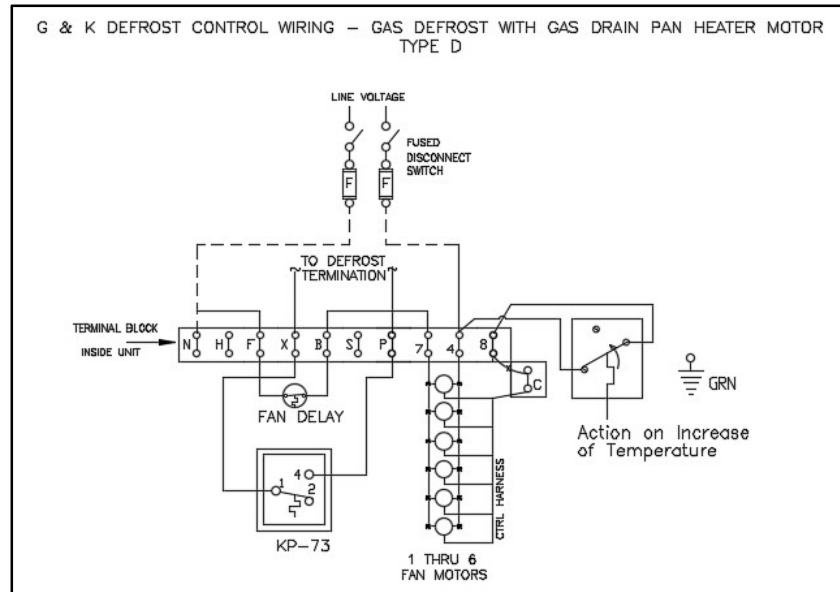 G & K DEFROST CONTROL WIRING – GAS DEFROST WITH GAS DRAIN PAN HEATER MOTOR
TYPE D
LINE VOLTAGE
FUSED
DISCONNECT
SWITCH
F F
TO DEFROST
TERMINATION
TERMINAL BLOCK
INSIDE UNIT
N H F X B S P 7 4 8
C
FAN DELAY
GRN
Action on Increase
of Temperature
4
1 2
KP-73
CTRL HARNESS
1 THRU 6
FAN MOTORS